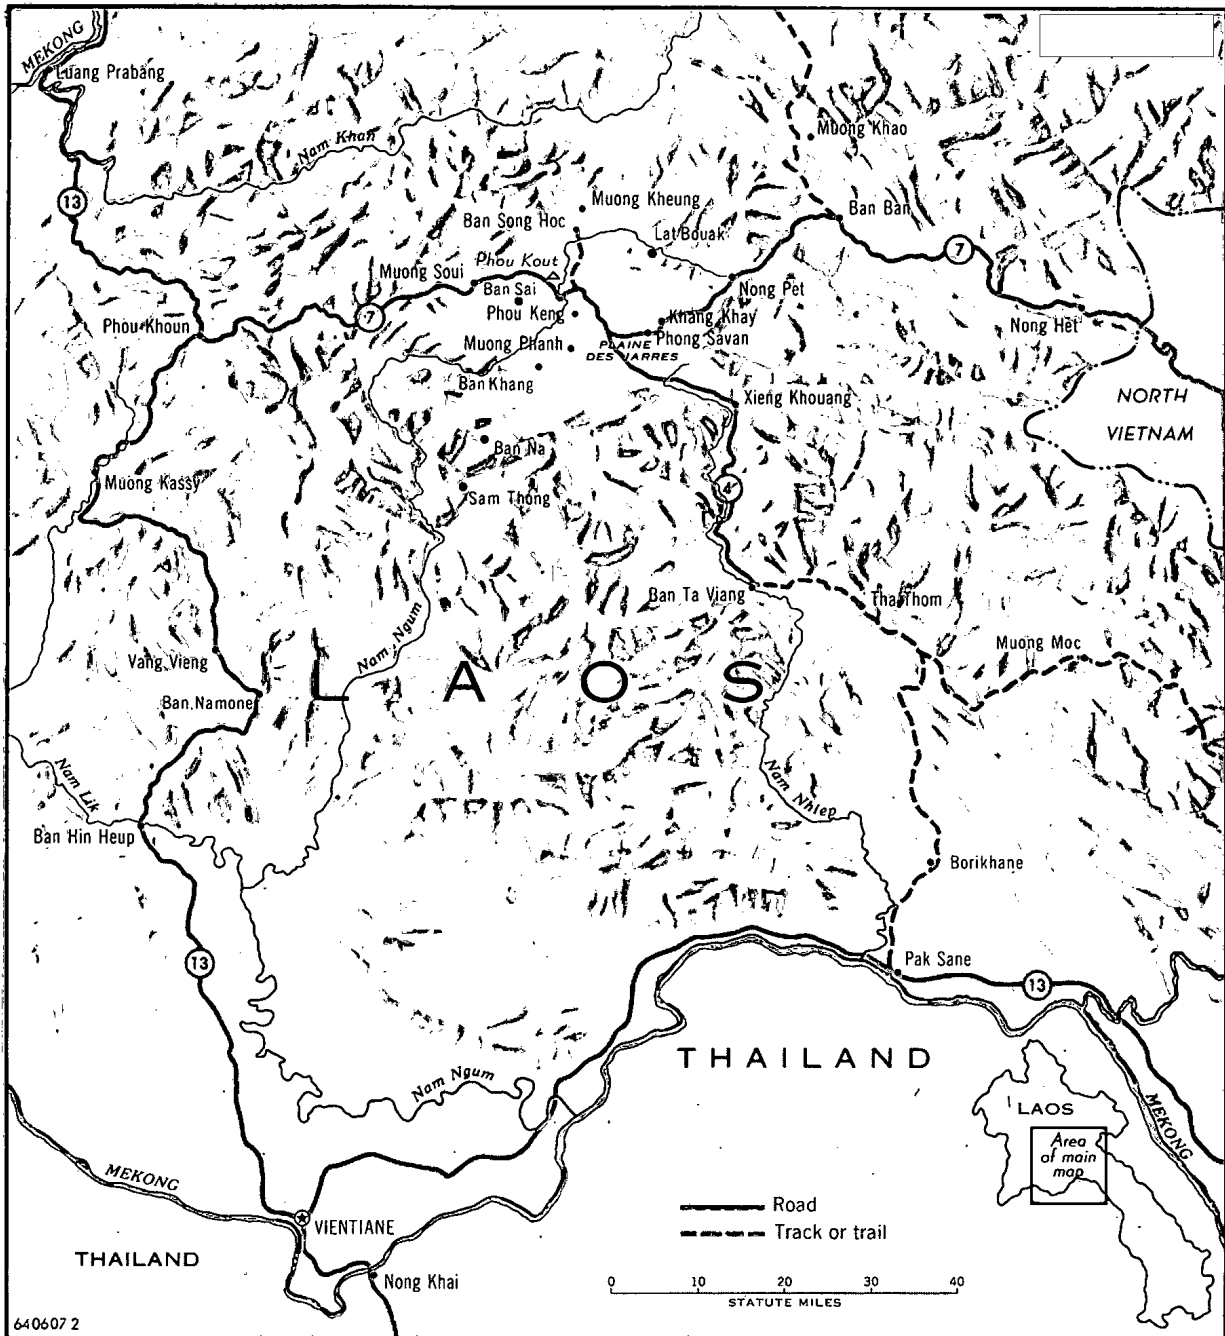 MEKONG
Luang Prabang
Nam Khan
Muong Khao
13
Muong Kheung
Ban Song Hoc
Ban Ban
Lat Bouak
7
Phou Kout
Muong Soui
Ban Sai
Nong Pet
Phou Keng
7
Khang Khay
Phou Khoun
Nong Het
Phong Savan
Muong Phanh
PLAINE
DES JARRES
Ban Khang
Xieng Khouang
NORTH
VIETNAM
Ban Na
Muong Kassy
Sam Thong
4
Ban Ta Viang
Tha Thom
Nam Ngum
Muong Moc
Vang Vieng
LAOS
Ban Namone
Nam Lik
Nam Nhiep
Ban Hin Heup
Borikhane
13
Pak Sane
13
THAILAND
Nam Ngum
MEKONG
LAOS
Area
of main
map
MEKONG
Road
VIENTIANE
Track or trail
THAILAND
Nong Khai
0 10 20 30 40
STATUTE MILES
640607 2